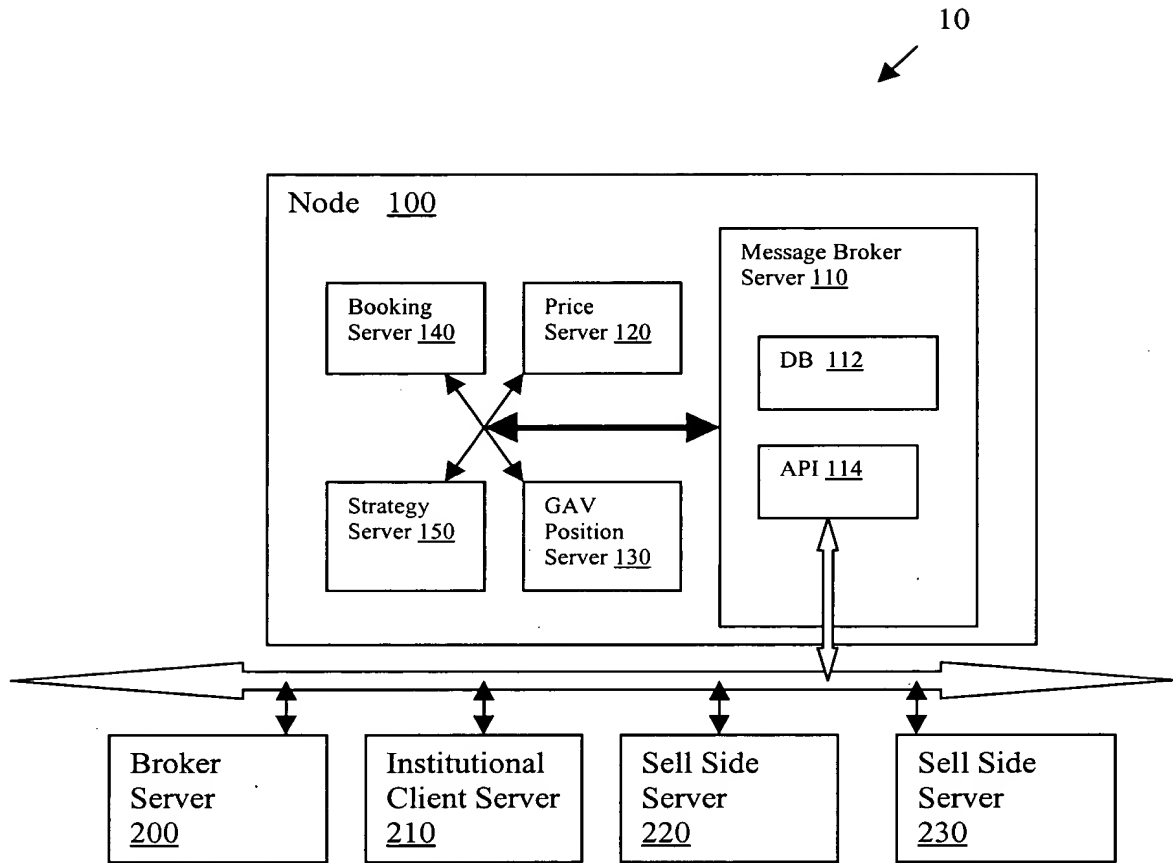 10
Node 100
Message Broker
Server 110
Booking
Server 140
Price
Server 120
DB 112
API 114
Strategy
Server 150
GAV
Position
Server 130
Broker
Server
200
Institutional
Client Server
210
Sell Side
Server
220
Sell Side
Server
230